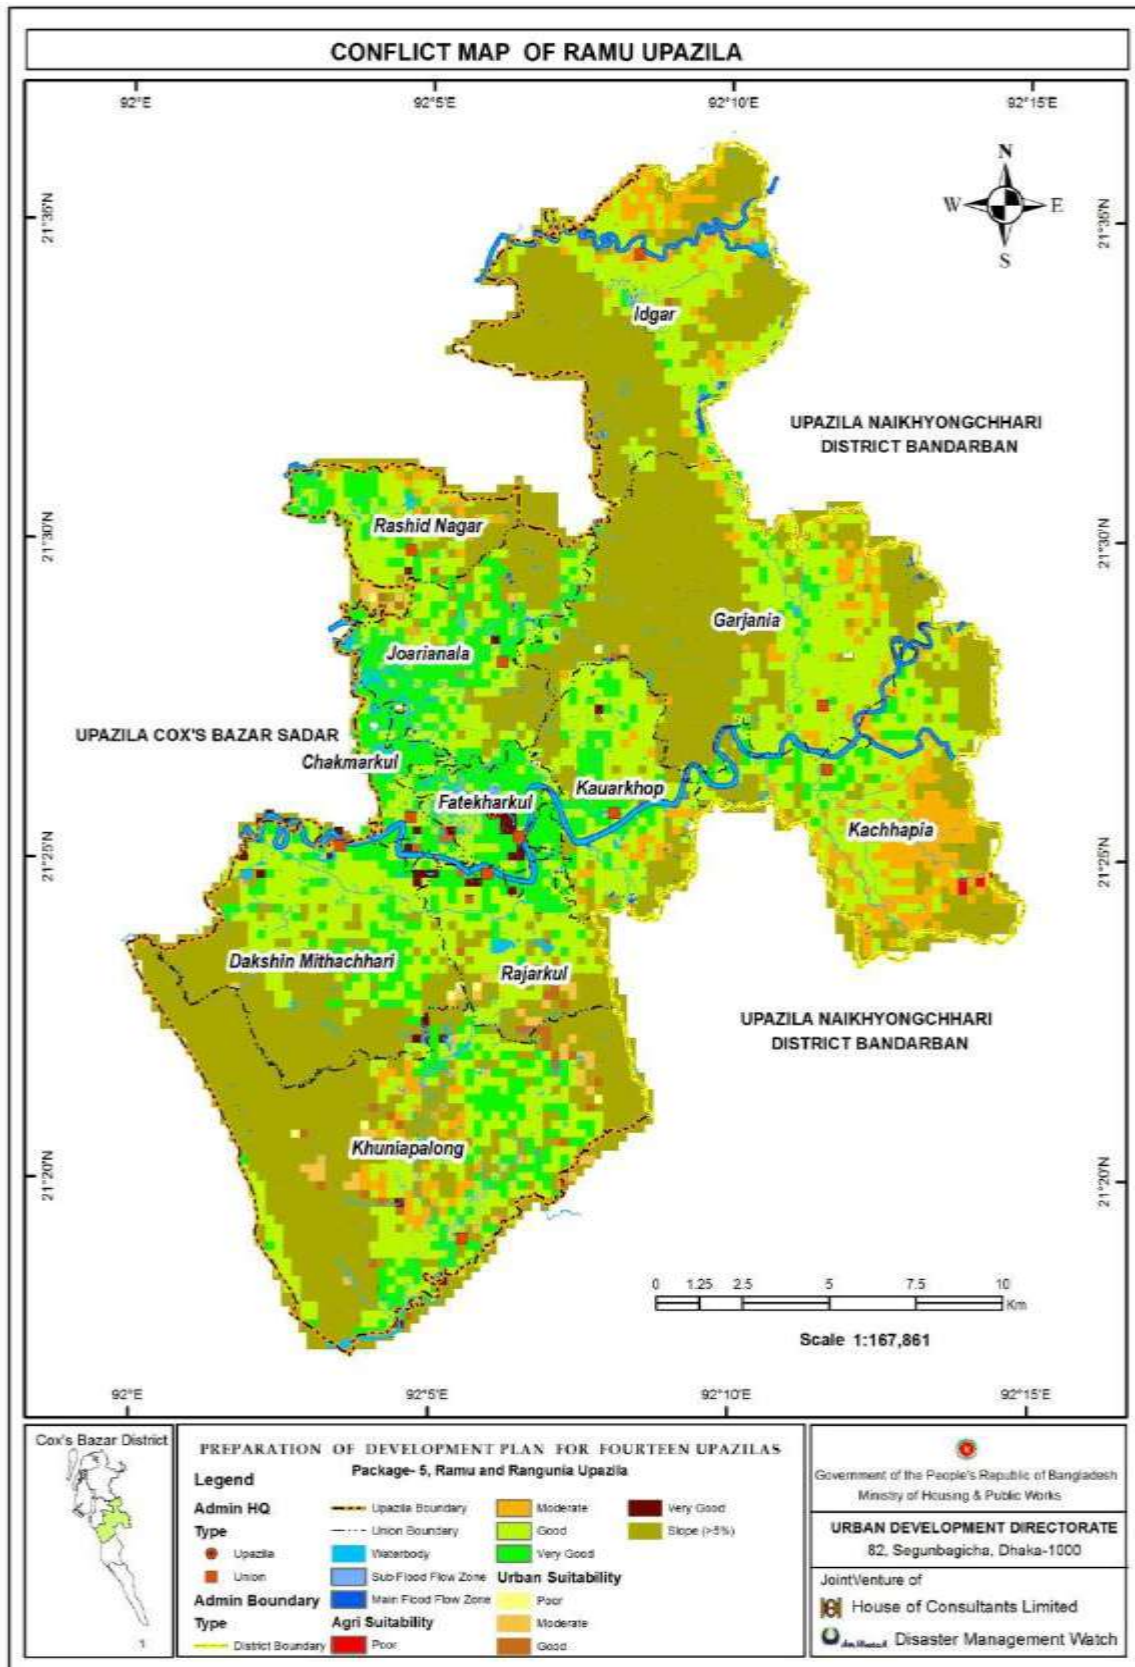 CONFLICT MAP OF RAMU UPAZILA
92°E 92°5'E 92°10'E 92°15'E
21°35'N 21°35'N
N
W E
S
Idgar
UPAZILA NAIKHYONGCHHARI
DISTRICT BANDARBAN
21°30'N 21°30'N
Rashid Nagar
Garjania
Joarianala
UPAZILA COX'S BAZAR SADAR
Chakmarkul
Kauarkhop
Fatekharkul
Kachhapia
21°25'N 21°25'N
Dakshin Mithachhari
Rajarkul
UPAZILA NAIKHYONGCHHARI
DISTRICT BANDARBAN
Khuniapalong
21°20'N 21°20'N
0 1.25 2.5 5 7.5 10
Km
Scale 1:167,861
92°E 92°5'E 92°10'E 92°15'E
Cox's Bazar District
1
PREPARATION OF DEVELOPMENT PLAN FOR FOURTEEN UPAZILAS
Package- 5, Ramu and Rangunia Upazila
Legend
Admin HQ
Type
Upazila
Union
Admin Boundary
Type
District Boundary
Upazila Boundary
Union Boundary
Waterbody
Sub Flood Flow Zone
Main Flood Flow Zone
Agri Suitability
Poor
Moderate
Good
Very Good
Urban Suitability
Poor
Moderate
Good
Very Good
Slope (>5%)
Government of the People's Republic of Bangladesh
Ministry of Housing & Public Works
URBAN DEVELOPMENT DIRECTORATE
82, Segunbagicha, Dhaka-1000
JointVenture of
House of Consultants Limited
Disaster Management Watch